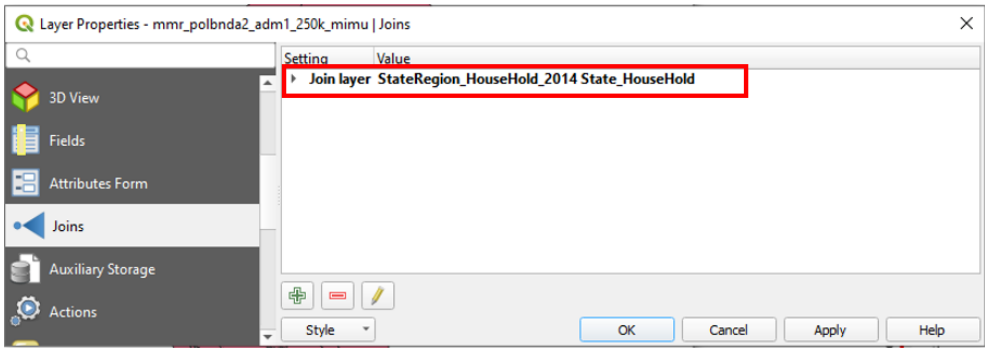 Layer Properties - mmr_polbnda2_adm1_250k_mimu | Joins
Setting Value
Join layer StateRegion_HouseHold_2014 State_HouseHold
3D View
Fields
Attributes Form
Joins
Auxiliary Storage
Actions
Style OK Cancel Apply Help